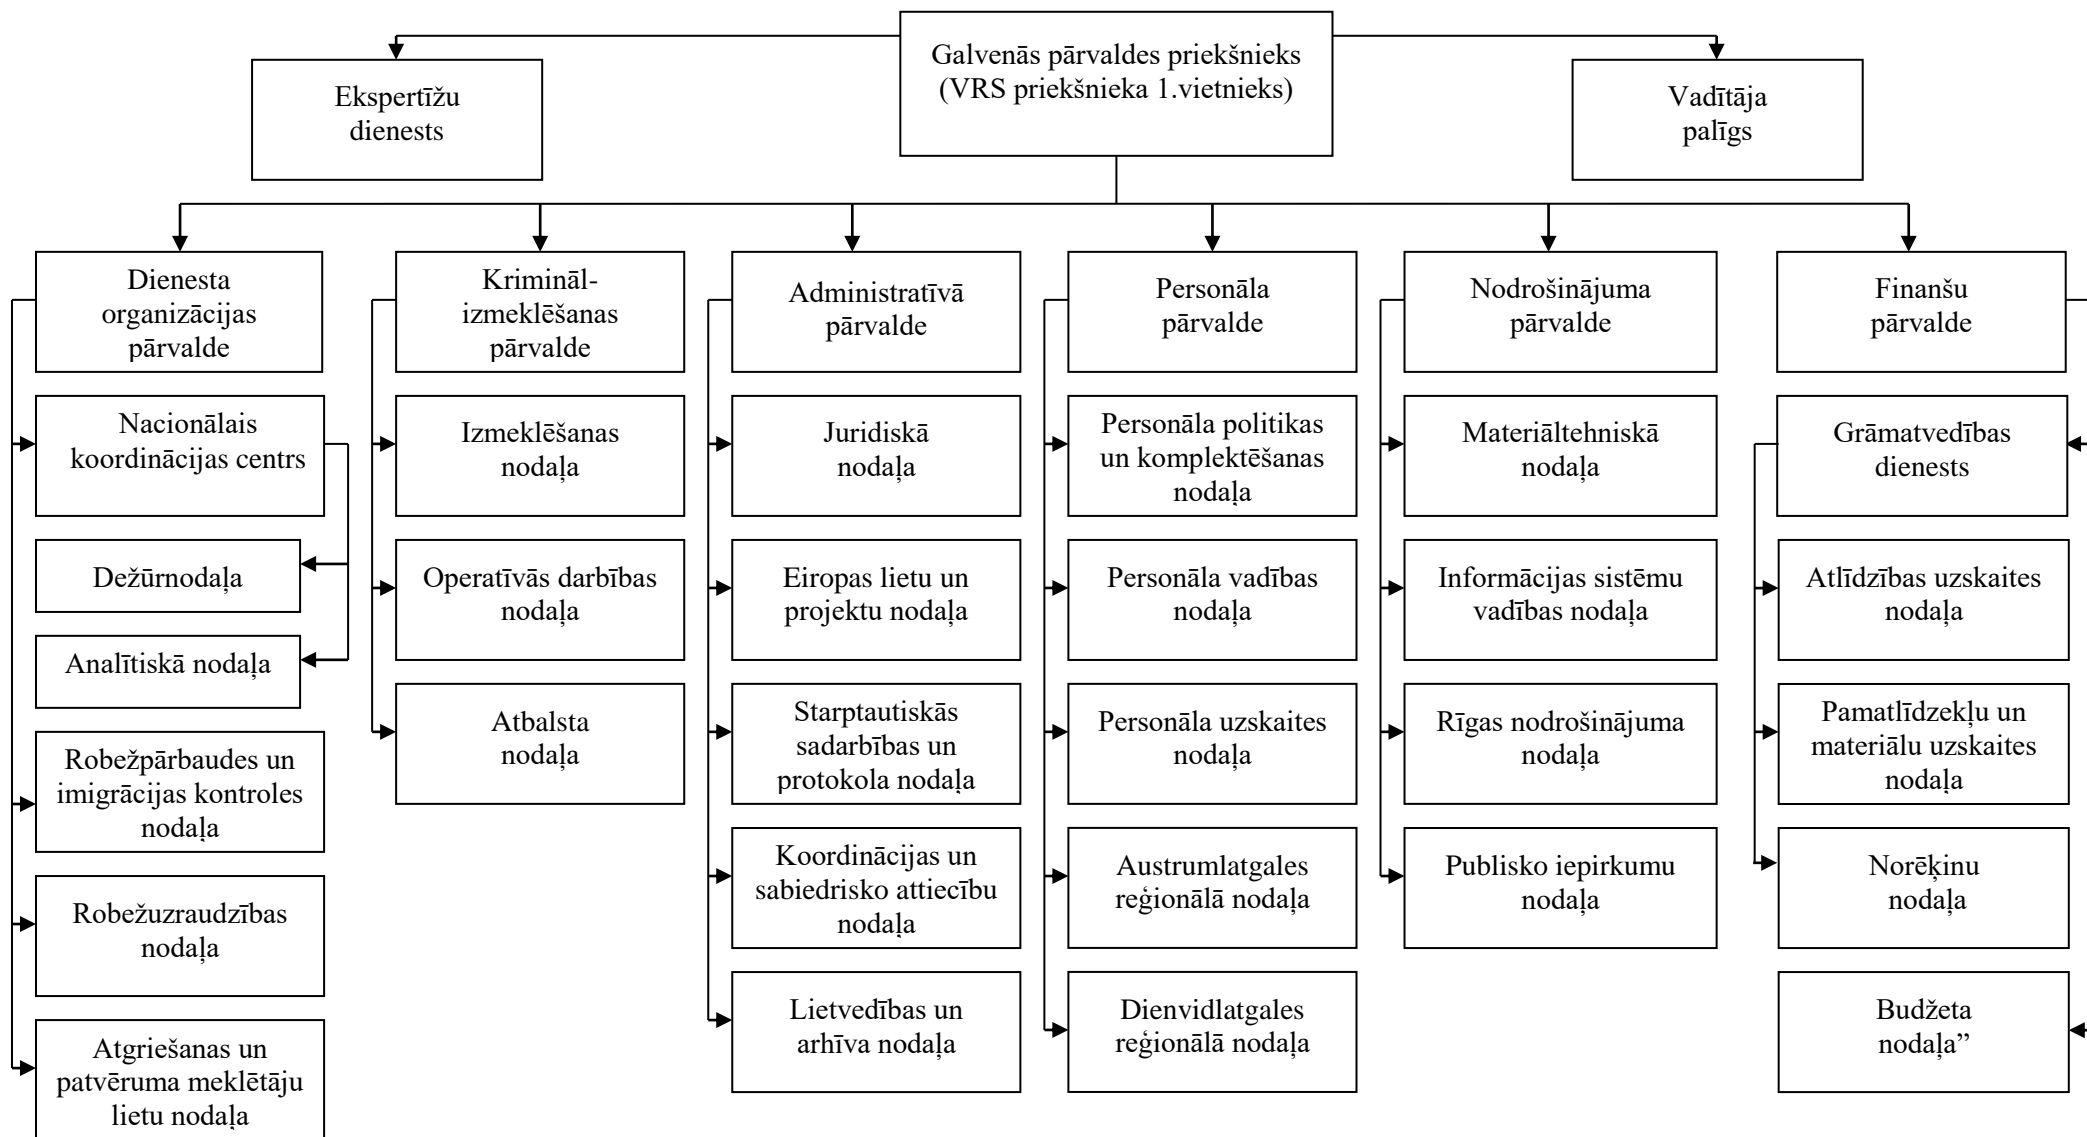 Galvenās pārvaldes priekšnieks
(VRS priekšnieka 1.vietnieks)
Ekspertīžu
dienests
Vadītāja
palīgs
Dienesta
organizācijas
pārvalde
Nacionālais
koordinācijas centrs
Dežūrnodaļa
Analītiskā nodaļa
Robežpārbaudes un
imigrācijas kontroles
nodaļa
Robežuzraudzības
nodaļa
Atgriešanas un
patvēruma meklētāju
lietu nodaļa
Krimināl-
izmeklēšanas
pārvalde
Izmeklēšanas
nodaļa
Operatīvās darbības
nodaļa
Atbalsta
nodaļa
Administratīvā
pārvalde
Juridiskā
nodaļa
Eiropas lietu un
projektu nodaļa
Starptautiskās
sadarbības un
protokola nodaļa
Koordinācijas un
sabiedrisko attiecību
nodaļa
Lietvedības un
arhīva nodaļa
Personāla
pārvalde
Personāla politikas
un komplektēšanas
nodaļa
Personāla vadības
nodaļa
Personāla uzskaites
nodaļa
Austrumlatgales
reģionālā nodaļa
Dienvidlatgales
reģionālā nodaļa
Nodrošinājuma
pārvalde
Materiāltehniskā
nodaļa
Informācijas sistēmu
vadības nodaļa
Rīgas nodrošinājuma
nodaļa
Publisko iepirkumu
nodaļa
Finanšu
pārvalde
Grāmatvedības
dienests
Atlīdzības uzskaites
nodaļa
Pamatlīdzekļu un
materiālu uzskaites
nodaļa
Norēķinu
nodaļa
Budžeta
nodaļa”